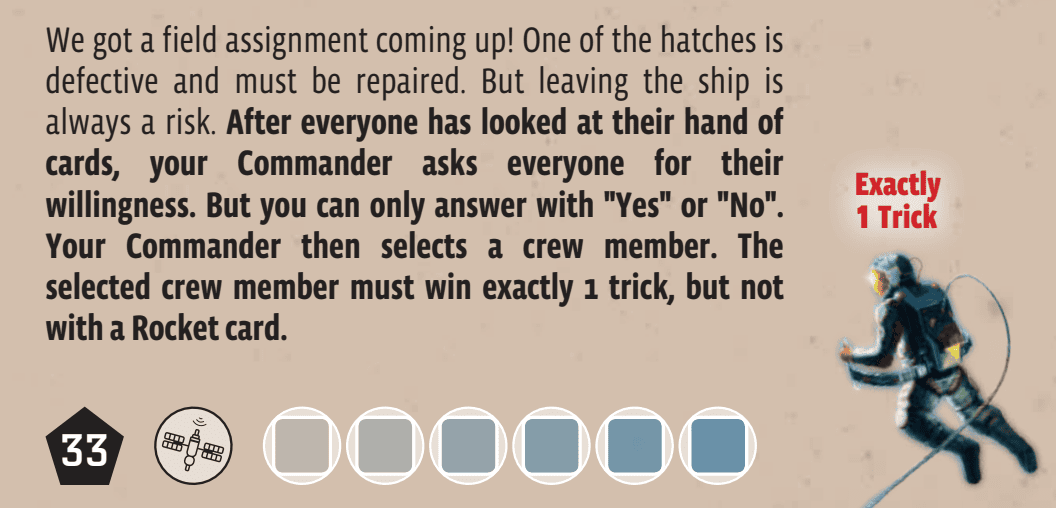 We got a field assignment coming up! One of the hatches is
defective and must be repaired. But leaving the ship is
always a risk. After everyone has looked at their hand of
cards, your Commander asks everyone for their
willingness. But you can only answer with "Yes" or "No".
Your Commander then selects a crew member. The
selected crew member must win exactly 1 trick, but not
with a Rocket card.
Exactly
1 Trick
33